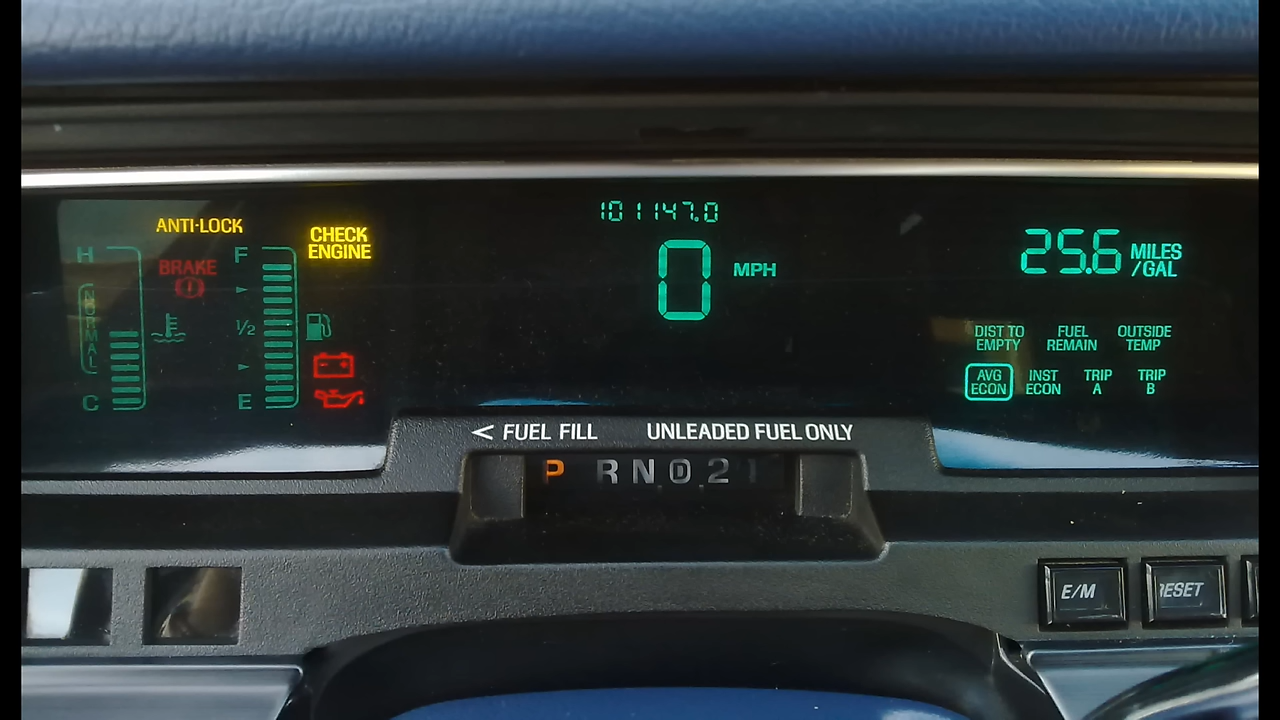 101147.0
ANTI-LOCK
CHECK
ENGINE
H
F
BRAKE
NORMAL
1/2
C
E
0 MPH
25.6 MILES
/GAL
DIST TO
EMPTY
FUEL
REMAIN
OUTSIDE
TEMP
AVG
ECON
INST
ECON
TRIP
A
TRIP
B
< FUEL FILL UNLEADED FUEL ONLY
P R N D 2 1
E/M
RESET